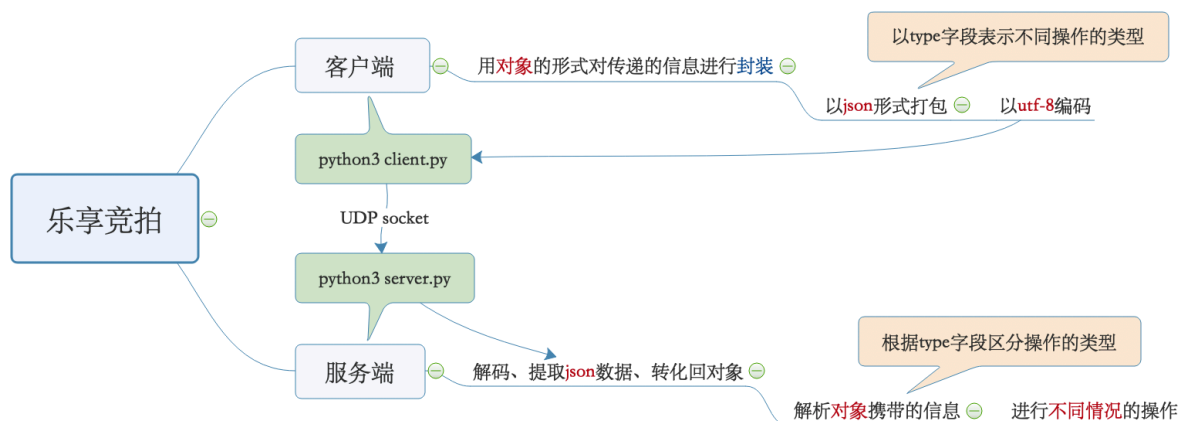 以type字段表示不同操作的类型
客户端
用对象的形式对传递的信息进行封装
以json形式打包
以utf-8编码
python3 client.py
乐享竞拍
UDP socket
python3 server.py
根据type字段区分操作的类型
服务端
解码、提取json数据、转化回对象
解析对象携带的信息
进行不同情况的操作